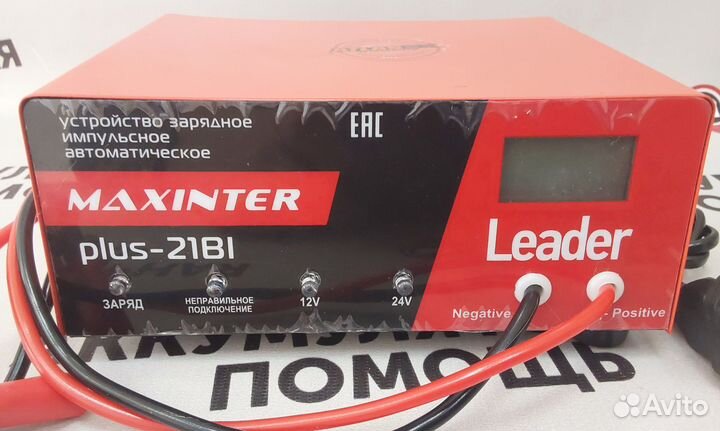 устройство зарядное
импульсное
автоматическое
EAC
MAXINTER
plus-21BI
Leader
ЗАРЯД
НЕПРАВИЛЬНОЕ
ПОДКЛЮЧЕНИЕ
12V
24V
Negative
- Positive
ПОМОЩЬ
Avito